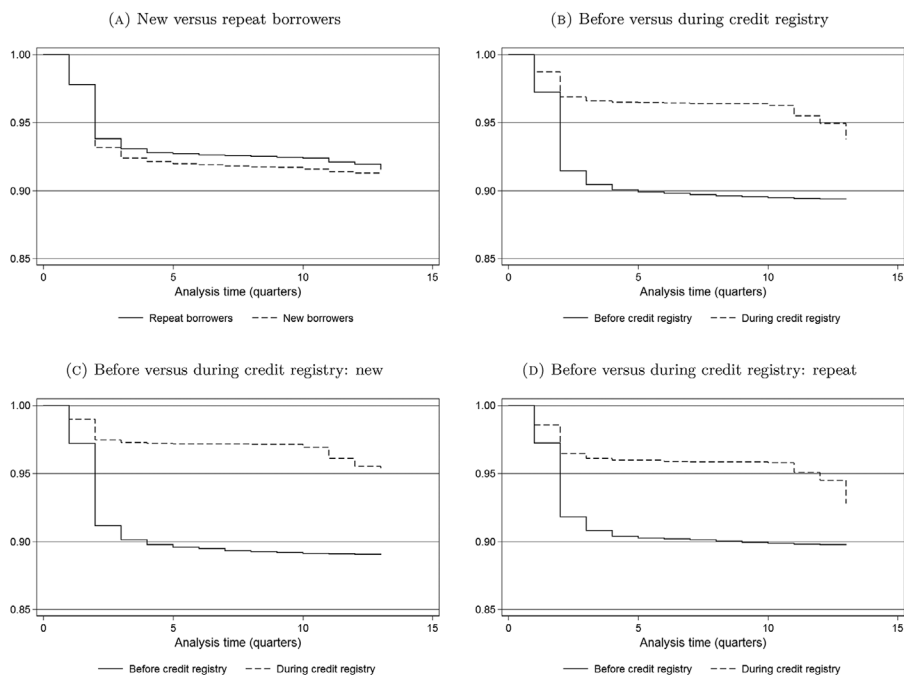 (A) New versus repeat borrowers
1.00
0.95
0.90
0.85
0 5 10 15
Analysis time (quarters)
Repeat borrowers New borrowers
(B) Before versus during credit registry
1.00
0.95
0.90
0.85
0 5 10 15
Analysis time (quarters)
Before credit registry During credit registry
(C) Before versus during credit registry: new
1.00
0.95
0.90
0.85
0 5 10 15
Analysis time (quarters)
Before credit registry During credit registry
(D) Before versus during credit registry: repeat
1.00
0.95
0.90
0.85
0 5 10 15
Analysis time (quarters)
Before credit registry During credit registry